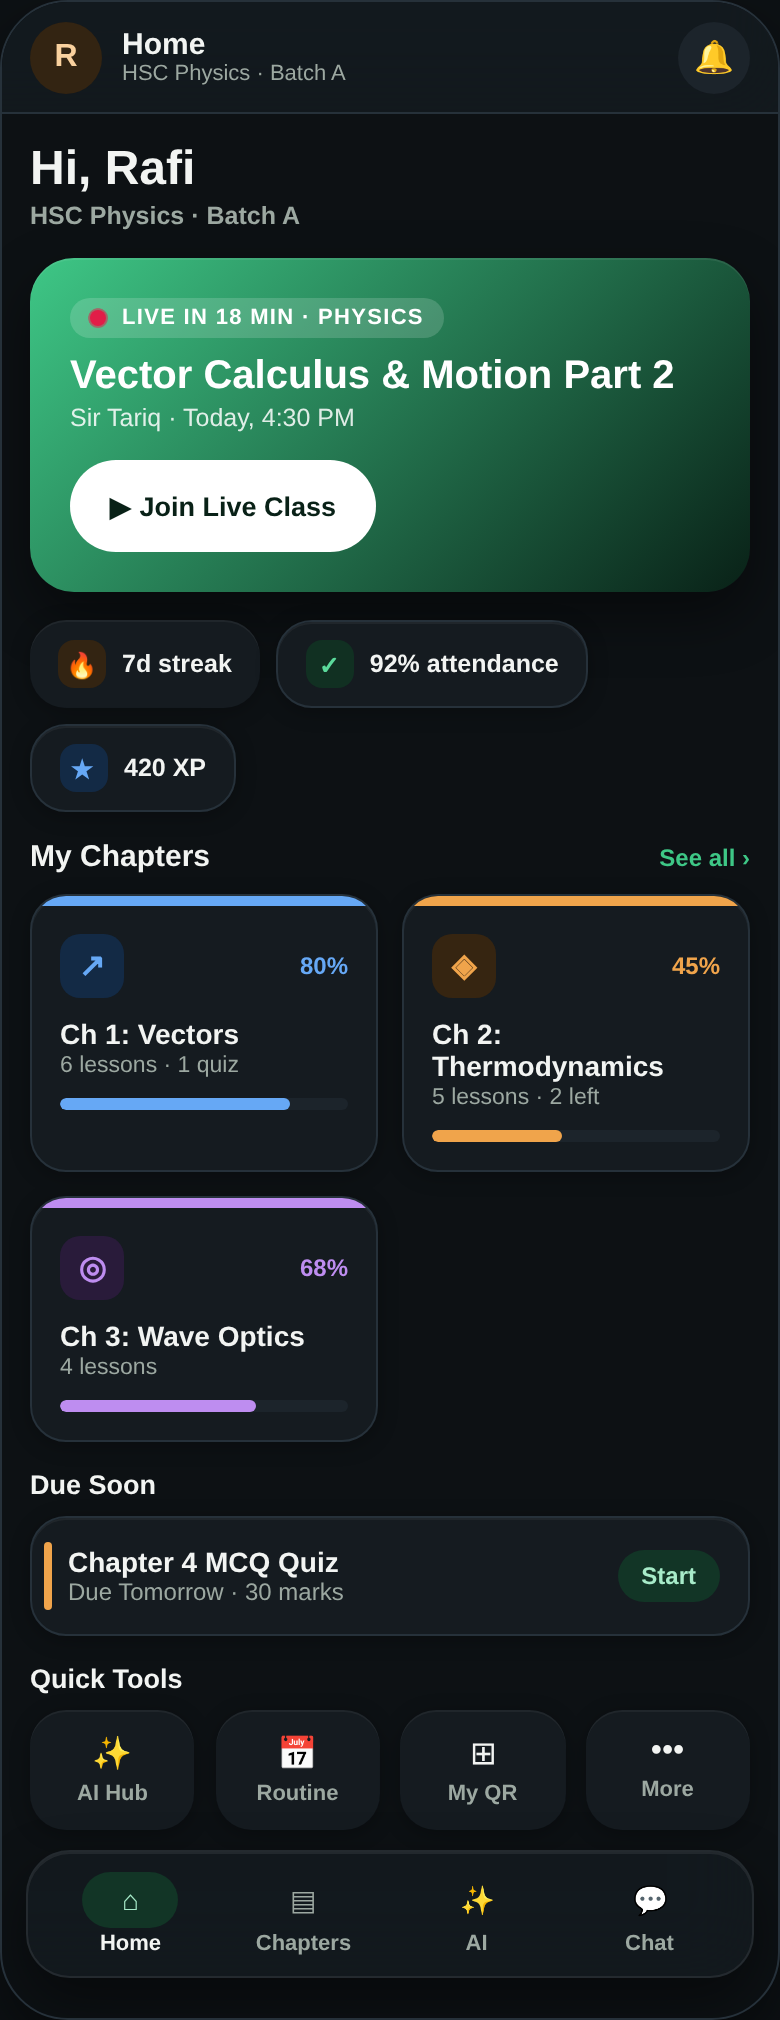 R
Home
HSC Physics · Batch A
🔔
Hi, Rafi
HSC Physics · Batch A
LIVE IN 18 MIN · PHYSICS
Vector Calculus & Motion Part 2
Sir Tariq · Today, 4:30 PM
▶ Join Live Class
🔥 7d streak
✓ 92% attendance
★ 420 XP
My Chapters
See all ›
↗ 80%
Ch 1: Vectors
6 lessons · 1 quiz
◈ 45%
Ch 2:
Thermodynamics
5 lessons · 2 left
◎ 68%
Ch 3: Wave Optics
4 lessons
Due Soon
Chapter 4 MCQ Quiz
Due Tomorrow · 30 marks
Start
Quick Tools
✨
AI Hub
📅
Routine
⊞
My QR
•••
More
⌂
Home
▤
Chapters
✨
AI
💬
Chat